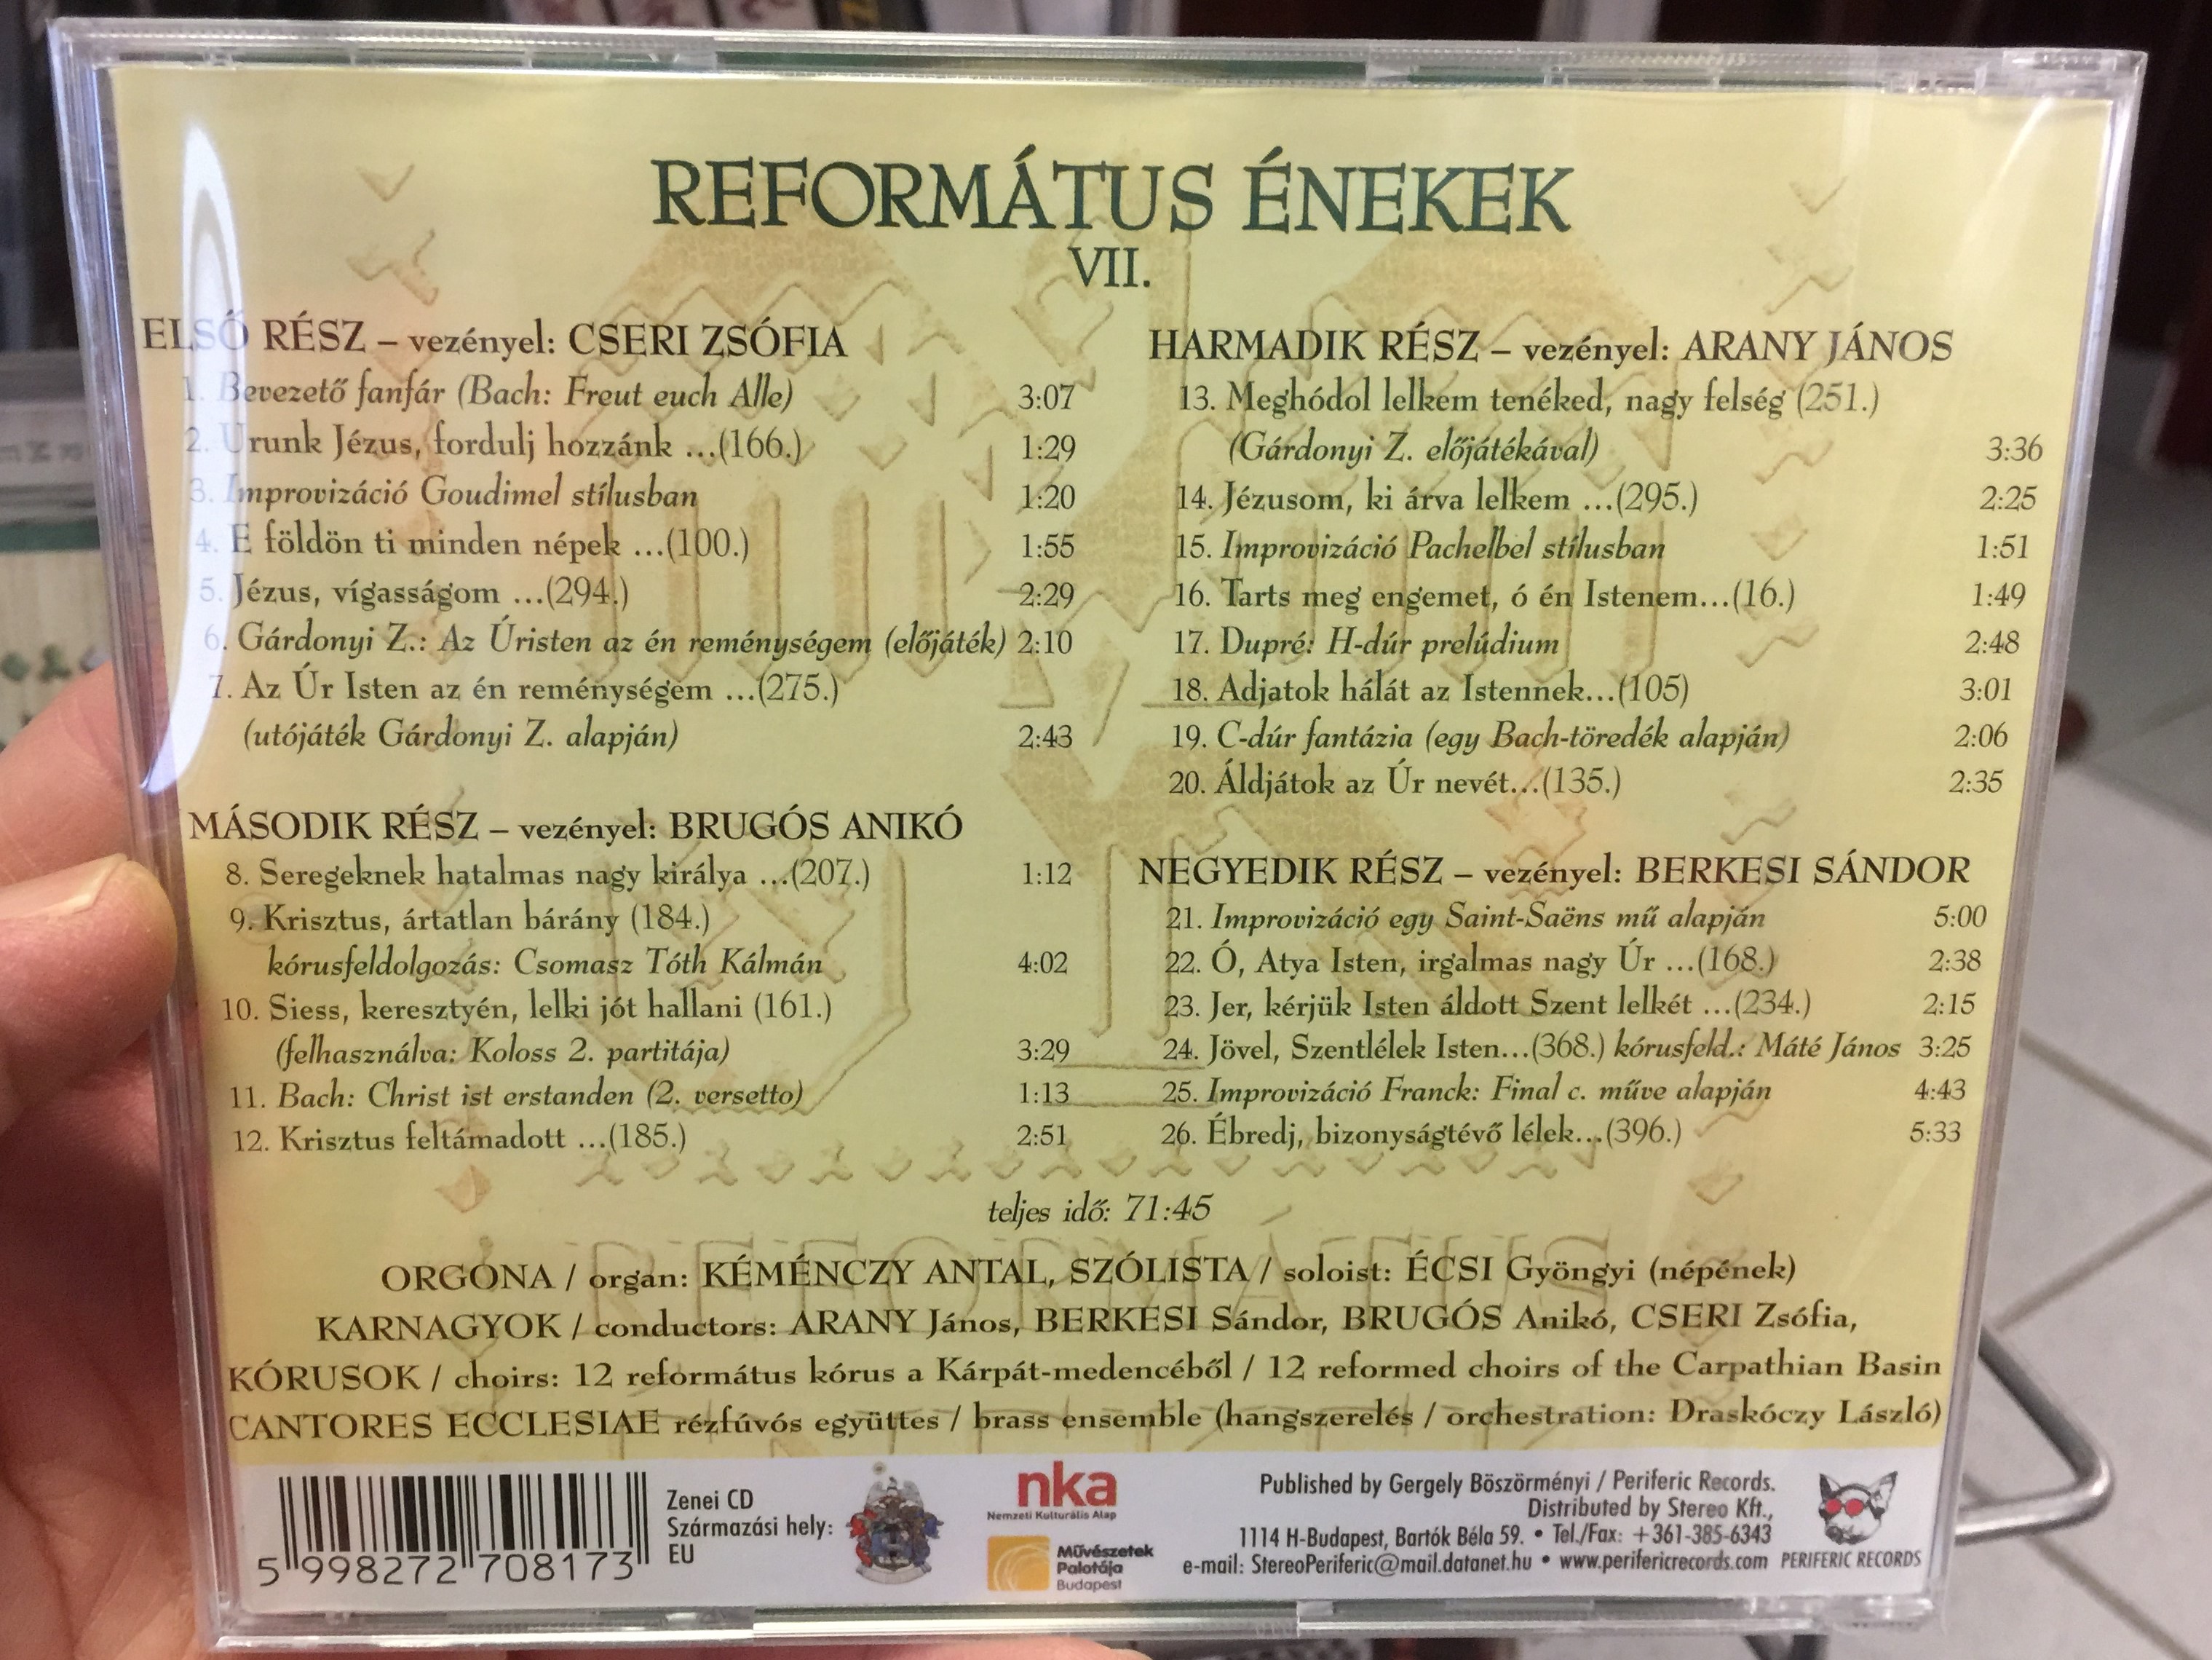 REFORMÁTUS ÉNEKEK
VII.
ELSŐ RÉSZ – vezényel: CSERI ZSÓFIA
1. Bevezető fanfár (Bach: Freut euch Alle) 3:07
2. Urunk Jézus, fordulj hozzánk ...(166.) 1:29
3. Improvizáció Goudimel stílusban 1:20
4. E földön ti minden népek ...(100.) 1:55
5. Jézus, vígasságom ...(294.) 2:29
6. Gárdonyi Z.: Az Úristen az én reménységem (előjáték) 2:10
7. Az Úr Isten az én reménységem ...(275.)
(utójáték Gárdonyi Z. alapján) 2:43
MÁSODIK RÉSZ – vezényel: BRUGÓS ANIKÓ
8. Seregeknek hatalmas nagy királya ...(207.) 1:12
9. Krisztus, ártatlan bárány (184.)
kórusfeldolgozás: Csomasz Tóth Kálmán 4:02
10. Siess, keresztyén, lelki jót hallani (161.)
(felhasználva: Koloss 2. partitája) 3:29
11. Bach: Christ ist erstanden (2. versetto) 1:13
12. Krisztus feltámadott ...(185.) 2:51
HARMADIK RÉSZ – vezényel: ARANY JÁNOS
13. Meghódol lelkem tenéked, nagy felség (251.)
(Gárdonyi Z. előjátékával) 3:36
14. Jézusom, ki árva lelkem ...(295.) 2:25
15. Improvizáció Pachelbel stílusban 1:51
16. Tarts meg engemet, ó én Istenem...(16.) 1:49
17. Dupré: H-dúr prelúdium 2:48
18. Adjatok hálát az Istennek...(105) 3:01
19. C-dúr fantázia (egy Bach-töredék alapján) 2:06
20. Áldjátok az Úr nevét...(135.) 2:35
NEGYEDIK RÉSZ – vezényel: BERKESI SÁNDOR
21. Improvizáció egy Saint-Saëns mű alapján 5:00
22. Ó, Atya Isten, irgalmas nagy Úr ...(168.) 2:38
23. Jer, kérjük Isten áldott Szent lelkét ...(234.) 2:15
24. Jövel, Szentlélek Isten...(368.) kórusfeld.: Máté János 3:25
25. Improvizáció Franck: Final c. műve alapján 4:43
26. Ébredj, bizonyságtévő lélek...(396.) 5:33
teljes idő: 71:45
ORGONA / organ: KÉMÉNCZY ANTAL, SZÓLISTA / soloist: ÉCSI Gyöngyi (népének)
KARNAGYOK / conductors: ARANY János, BERKESI Sándor, BRUGÓS Anikó, CSERI Zsófia,
KÓRUSOK / choirs: 12 református kórus a Kárpát-medencéből / 12 reformed choirs of the Carpathian Basin
CANTORES ECCLESIAE rézfúvós együttes / brass ensemble (hangszerelés / orchestration: Draskóczy László)
5 998272 708173
Zenei CD
Származási hely:
EU
nka
Nemzeti Kulturális Alap
Művészetek
Palotája
Budapest
Published by Gergely Böszörményi / Periferic Records.
Distributed by Stereo Kft.,
1114 H-Budapest, Bartók Béla 59. • Tel./Fax: +361-385-6343
e-mail: StereoPeriferic@mail.datanet.hu • www.perifericrecords.com
PERIFERIC RECORDS